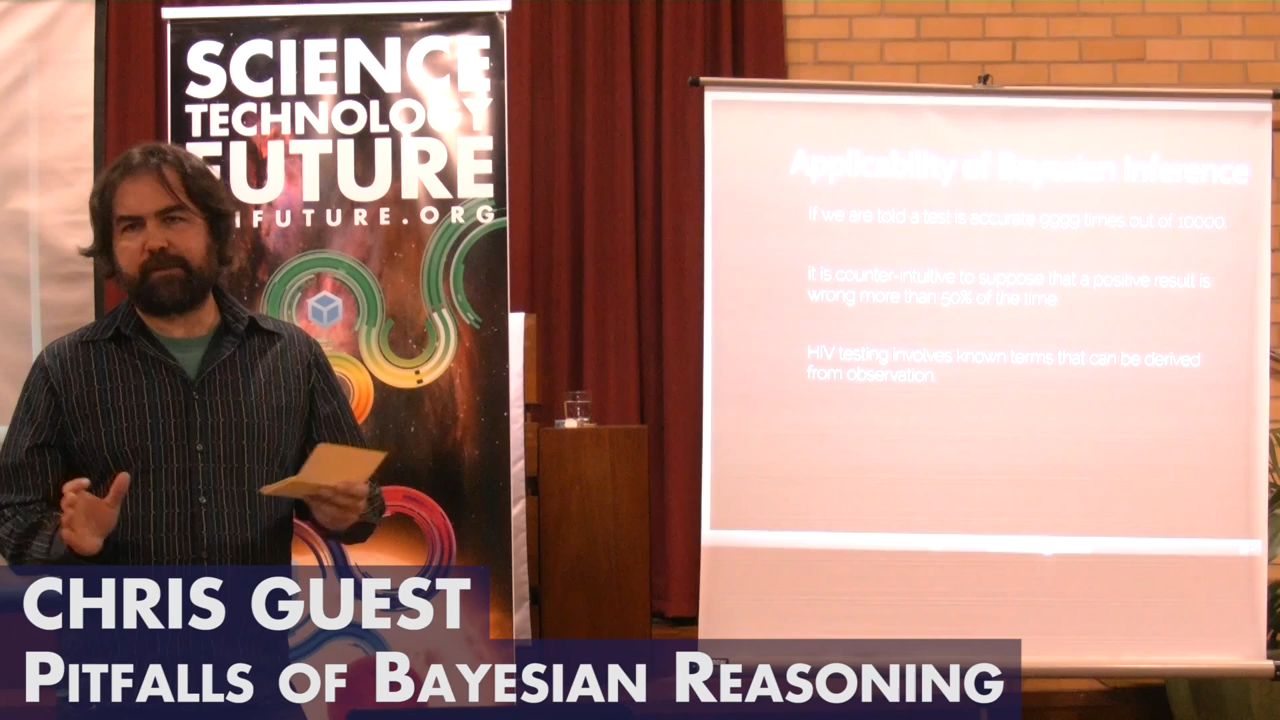 SCIENCE
TECHNOLOGY
FUTURE
IFUTURE.ORG
Applicability of Bayesian Inference
If we are told a test is accurate 9999 times out of 10000.
It is counter-intuitive to suppose that a positive result is
wrong more than 50% of the time
HIV testing involves known terms that can be derived
from observation.
CHRIS GUEST
PITFALLS OF BAYESIAN REASONING